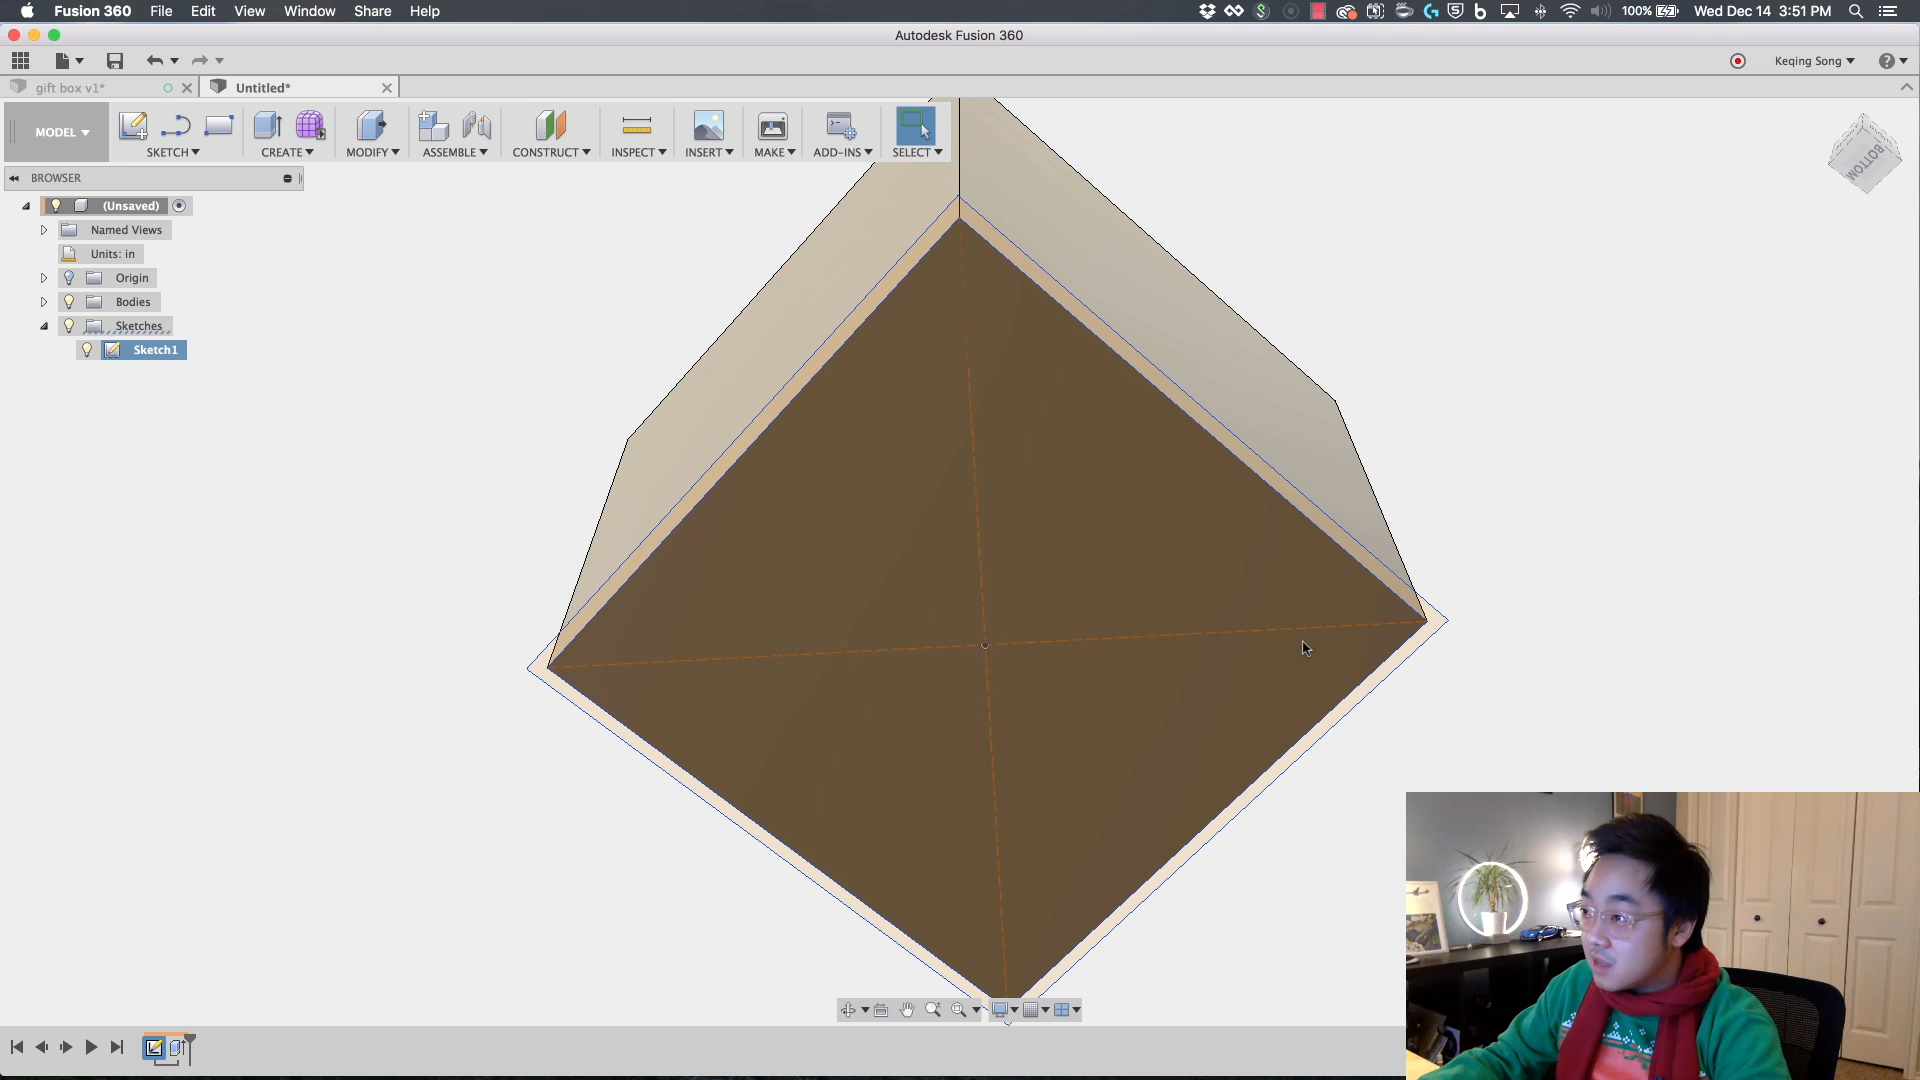 Fusion 360 File Edit View Window Share Help 100% Wed Dec 14 3:51 PM
Autodesk Fusion 360
Keqing Song
gift box v1* Untitled*
MODEL SKETCH CREATE MODIFY ASSEMBLE CONSTRUCT INSPECT INSERT MAKE ADD-INS SELECT
BOTTOM
BROWSER
(Unsaved)
Named Views
Units: in
Origin
Bodies
Sketches
Sketch1